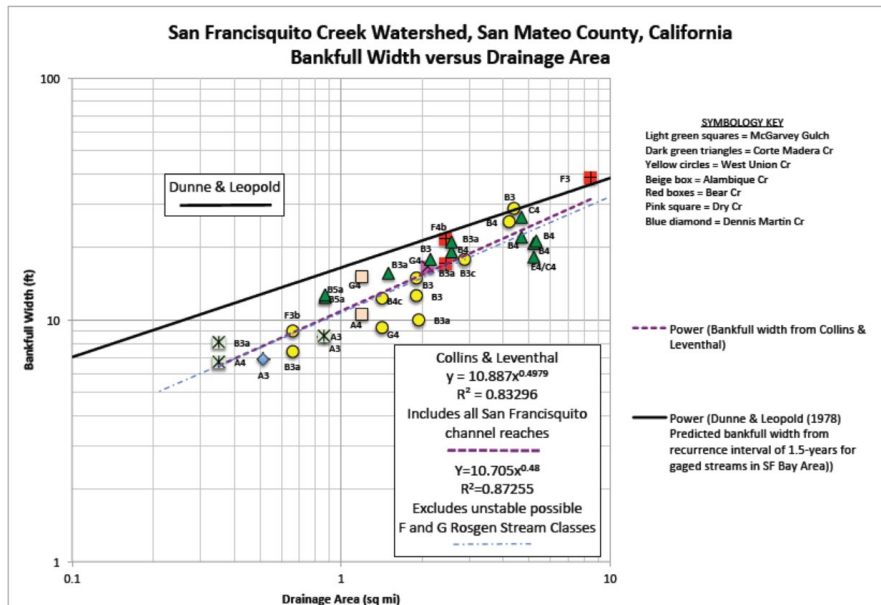 San Francisquito Creek Watershed, San Mateo County, California
Bankfull Width versus Drainage Area
100
10
1
Bankfull Width (ft)
0.1
1
10
Drainage Area (sq mi)
Dunne & Leopold
F3
B3
C4
B4
F4b
B3a
B3
B4
B4
B4
B4
E4/C4
G4
B3a
B3c
B3a
G4
B3
B5a
B5a
B4c
B3
F3b
A4
G4
B3a
B3a
A4
A3
B3a
A3
A3
Collins & Leventhal
y = 10.887x^0.4979
R² = 0.83296
Includes all San Francisquito
channel reaches
Y=10.705x^0.48
R²=0.87255
Excludes unstable possible
F and G Rosgen Stream Classes
SYMBOLOGY KEY
Light green squares = McGarvey Gulch
Dark green triangles = Corte Madera Cr
Yellow circles = West Union Cr
Beige box = Alambique Cr
Red boxes = Bear Cr
Pink square = Dry Cr
Blue diamond = Dennis Martin Cr
Power (Bankfull width from Collins &
Leventhal)
Power (Dunne & Leopold (1978)
Predicted bankfull width from
recurrence interval of 1.5-years for
gaged streams in SF Bay Area))